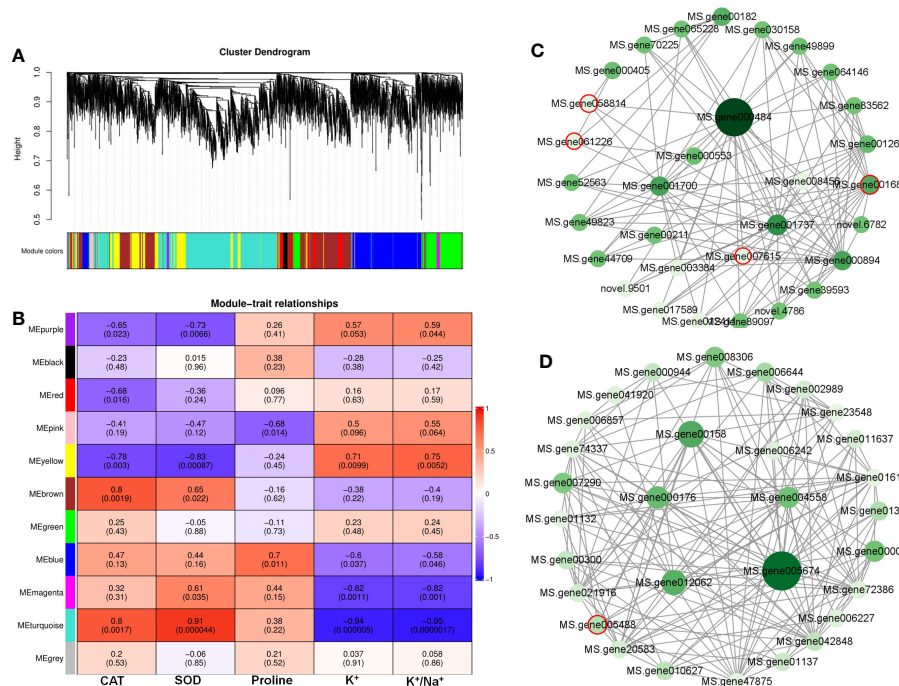 A
Cluster Dendrogram
Height
1.0
0.9
0.8
0.7
0.6
0.5
Module colors
B
Module-trait relationships
MEpurple
−0.65 −0.73 0.26 0.57 0.59
(0.023) (0.0066) (0.41) (0.053) (0.044)
MEblack
−0.23 0.015 0.38 −0.28 −0.25
(0.48) (0.96) (0.23) (0.38) (0.42)
MEred
−0.68 −0.36 0.096 0.16 0.17
(0.016) (0.24) (0.77) (0.63) (0.59)
MEpink
−0.41 −0.47 −0.68 0.5 0.55
(0.19) (0.12) (0.014) (0.096) (0.064)
MEyellow
−0.78 −0.83 −0.24 0.71 0.75
(0.003) (0.00087) (0.45) (0.0099) (0.0052)
MEbrown
0.8 0.65 −0.16 −0.38 −0.4
(0.0019) (0.022) (0.62) (0.22) (0.19)
MEgreen
0.25 −0.05 −0.11 0.23 0.24
(0.43) (0.88) (0.73) (0.48) (0.45)
MEblue
0.47 0.44 0.7 −0.6 −0.58
(0.13) (0.16) (0.011) (0.037) (0.046)
MEmagenta
0.32 0.61 0.44 −0.82 −0.82
(0.31) (0.035) (0.15) (0.0011) (0.001)
MEturquoise
0.8 0.91 0.38 −0.94 −0.95
(0.0017) (0.000044) (0.22) (0.000005) (0.0000017)
MEgrey
0.2 −0.06 0.21 0.037 0.058
(0.53) (0.85) (0.52) (0.91) (0.86)
CAT SOD Proline K⁺ K⁺/Na⁺
1
0.5
0
−0.5
−1
C
MS.gene00182
MS.gene065228
MS.gene030158
MS.gene70225
MS.gene49899
MS.gene000405
MS.gene064146
MS.gene058814
MS.gene83562
MS.gene000484
MS.gene061226
MS.gene00126
MS.gene000553
MS.gene52563
MS.gene001700
MS.gene008456
MS.gene00168
MS.gene49823
MS.gene00211
MS.gene001737
novel.6782
MS.gene44709
MS.gene007615
MS.gene003384
MS.gene000894
novel.9501
MS.gene39593
MS.gene017589
novel.4786
MS.gene89097
D
MS.gene008306
MS.gene000944
MS.gene006644
MS.gene041920
MS.gene002989
MS.gene006857
MS.gene23548
MS.gene00158
MS.gene74337
MS.gene006242
MS.gene011637
MS.gene007290
MS.gene0161
MS.gene000176
MS.gene004558
MS.gene01132
MS.gene013
MS.gene00300
MS.gene0000
MS.gene005674
MS.gene012062
MS.gene021916
MS.gene72386
MS.gene006488
MS.gene006227
MS.gene20583
MS.gene042848
MS.gene010627
MS.gene01137
MS.gene47875